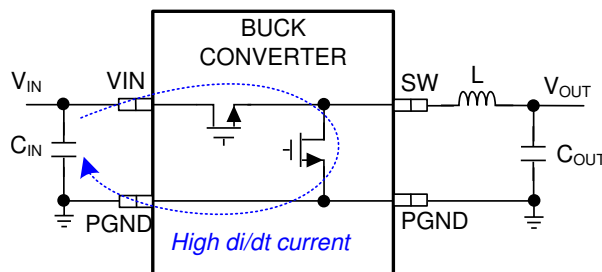 BUCK
CONVERTER
VIN
VIN
SW
L
VOUT
CIN
COUT
PGND
PGND
High di/dt current